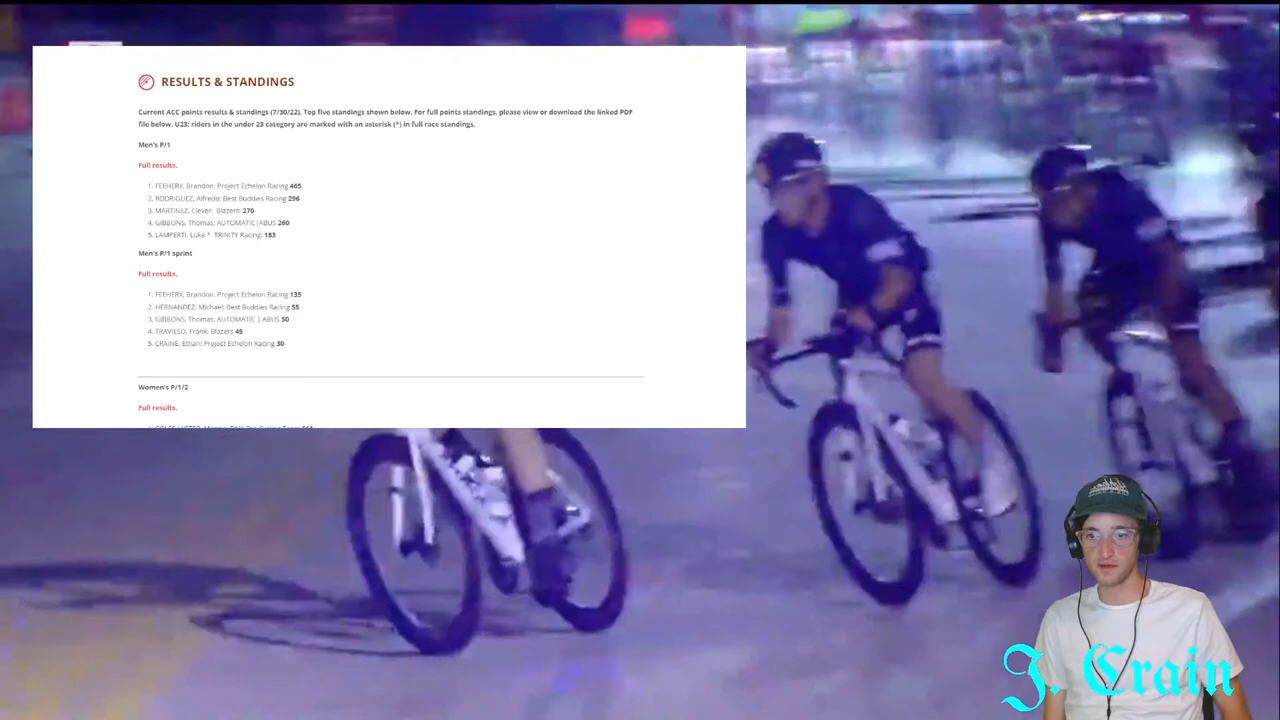 RESULTS & STANDINGS
Current ACC points results & standings (7/30/22). Top five standings shown below. For full points standings, please view or download the linked PDF
file below. U23: riders in the under 23 category are marked with an asterisk (*) in full race standings.
Men's P/1
Full results.
1. FEEHERY, Brandon: Project Echelon Racing 465
2. RODRIGUEZ, Alfredo: Best Buddies Racing 296
3. MARTINEZ, Clever: Blazers: 270
4. GIBBONS, Thomas: AUTOMATIC|ABUS 260
5. LAMPERTI, Luke * TRINITY Racing: 183
Men's P/1 sprint
Full results.
1. FEEHERY, Brandon: Project Echelon Racing 135
2. HERNANDEZ, Michael: Best Buddies Racing 55
3. GIBBONS, Thomas: AUTOMATIC | ABUS 50
4. TRAVIESO, Frank: Blazers 45
5. CRAINE, Ethan: Project Echelon Racing 30
Women's P/1/2
Full results.
J. Crain